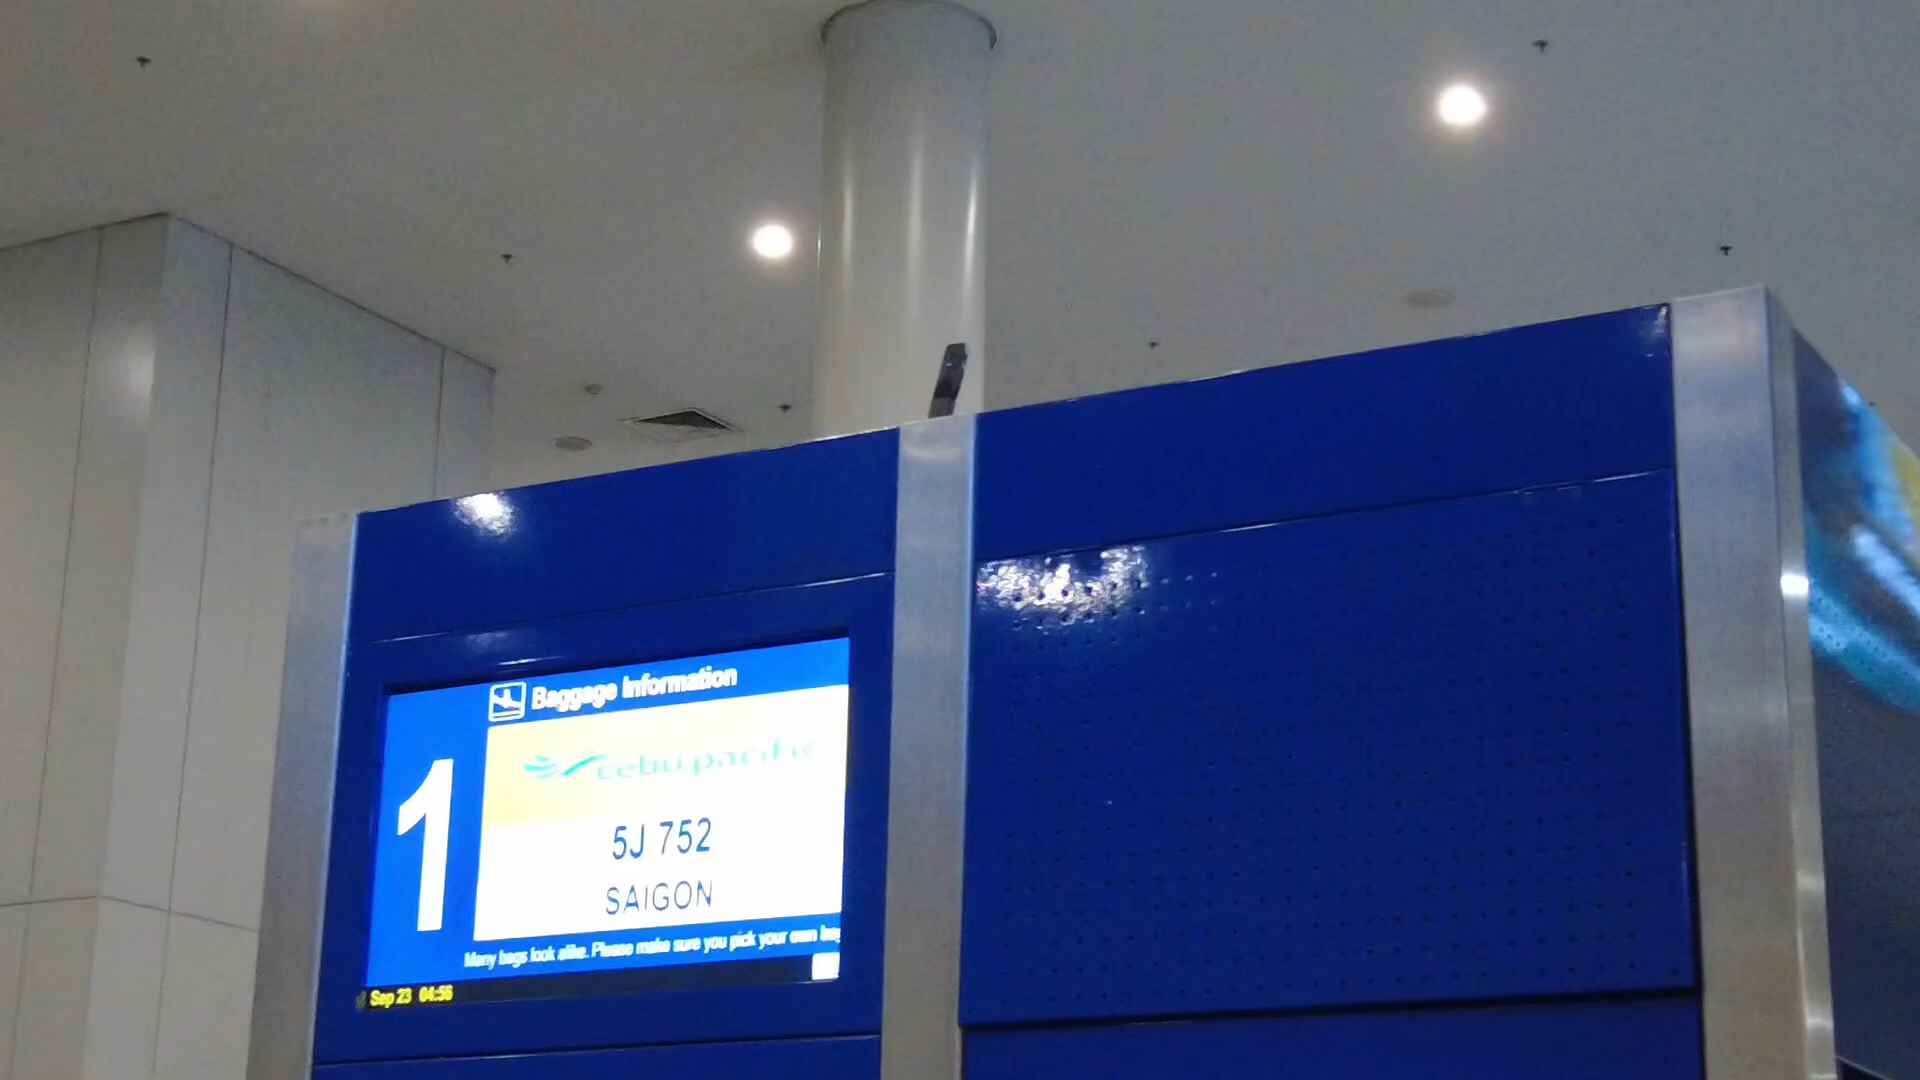 Baggage Information
1
cebu pacific
5J 752
SAIGON
Many bags look alike. Please make sure you pick your own
Sep 23 04:56